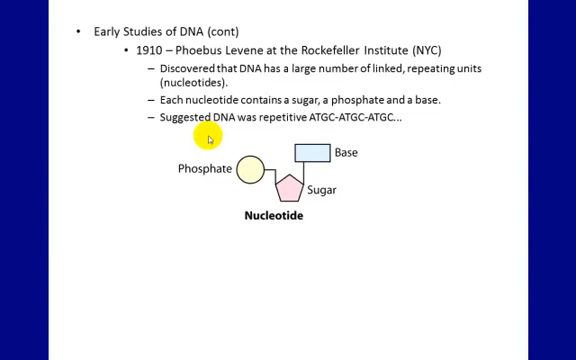 • Early Studies of DNA (cont)
• 1910 – Phoebus Levene at the Rockefeller Institute (NYC)
– Discovered that DNA has a large number of linked, repeating units
(nucleotides).
– Each nucleotide contains a sugar, a phosphate and a base.
– Suggested DNA was repetitive ATGC-ATGC-ATGC...
Base
Phosphate
Sugar
Nucleotide